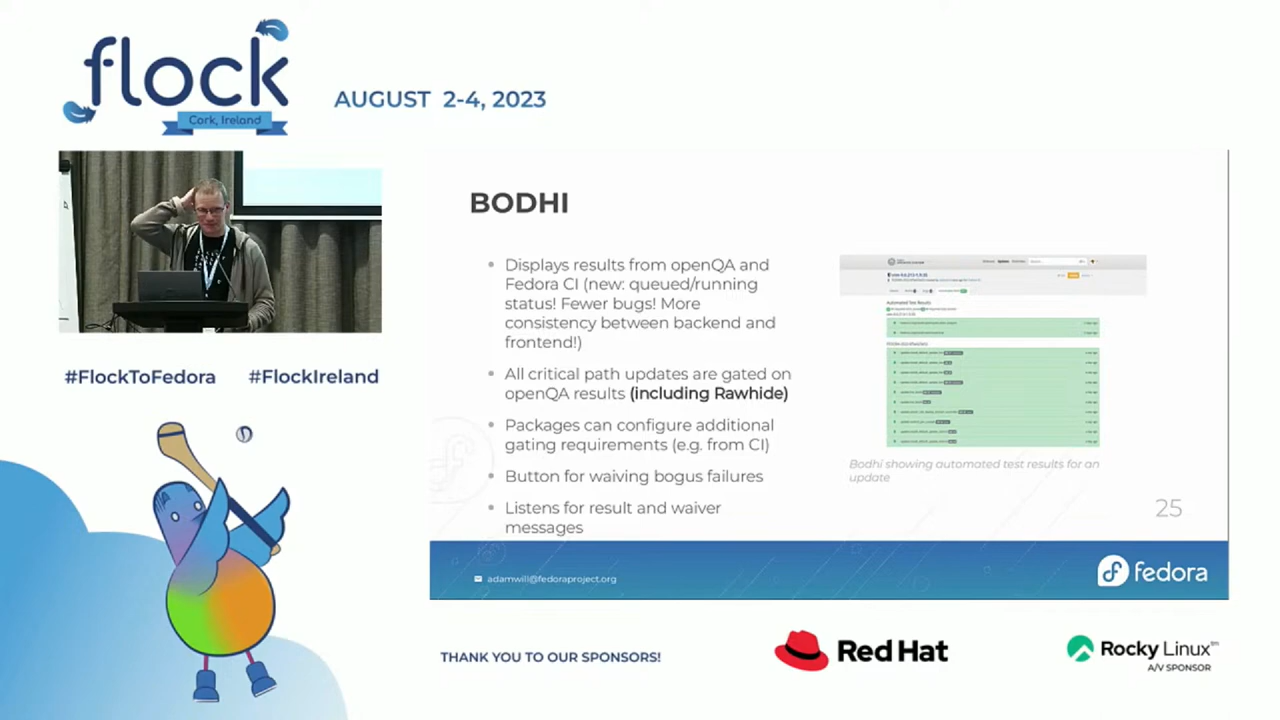 flock
Cork, Ireland
AUGUST 2-4, 2023
#FlockToFedora #FlockIreland
BODHI
Displays results from openQA and
Fedora CI (new: queued/running
status! Fewer bugs! More
consistency between backend and
frontend!)
All critical path updates are gated on
openQA results (including Rawhide)
Packages can configure additional
gating requirements (e.g. from CI)
Button for waiving bogus failures
Listens for result and waiver
messages
Automated Test Results
Bodhi showing automated test results for an
update
25
adamwill@fedoraproject.org
fedora
THANK YOU TO OUR SPONSORS!
Red Hat
Rocky Linux™
A/V SPONSOR